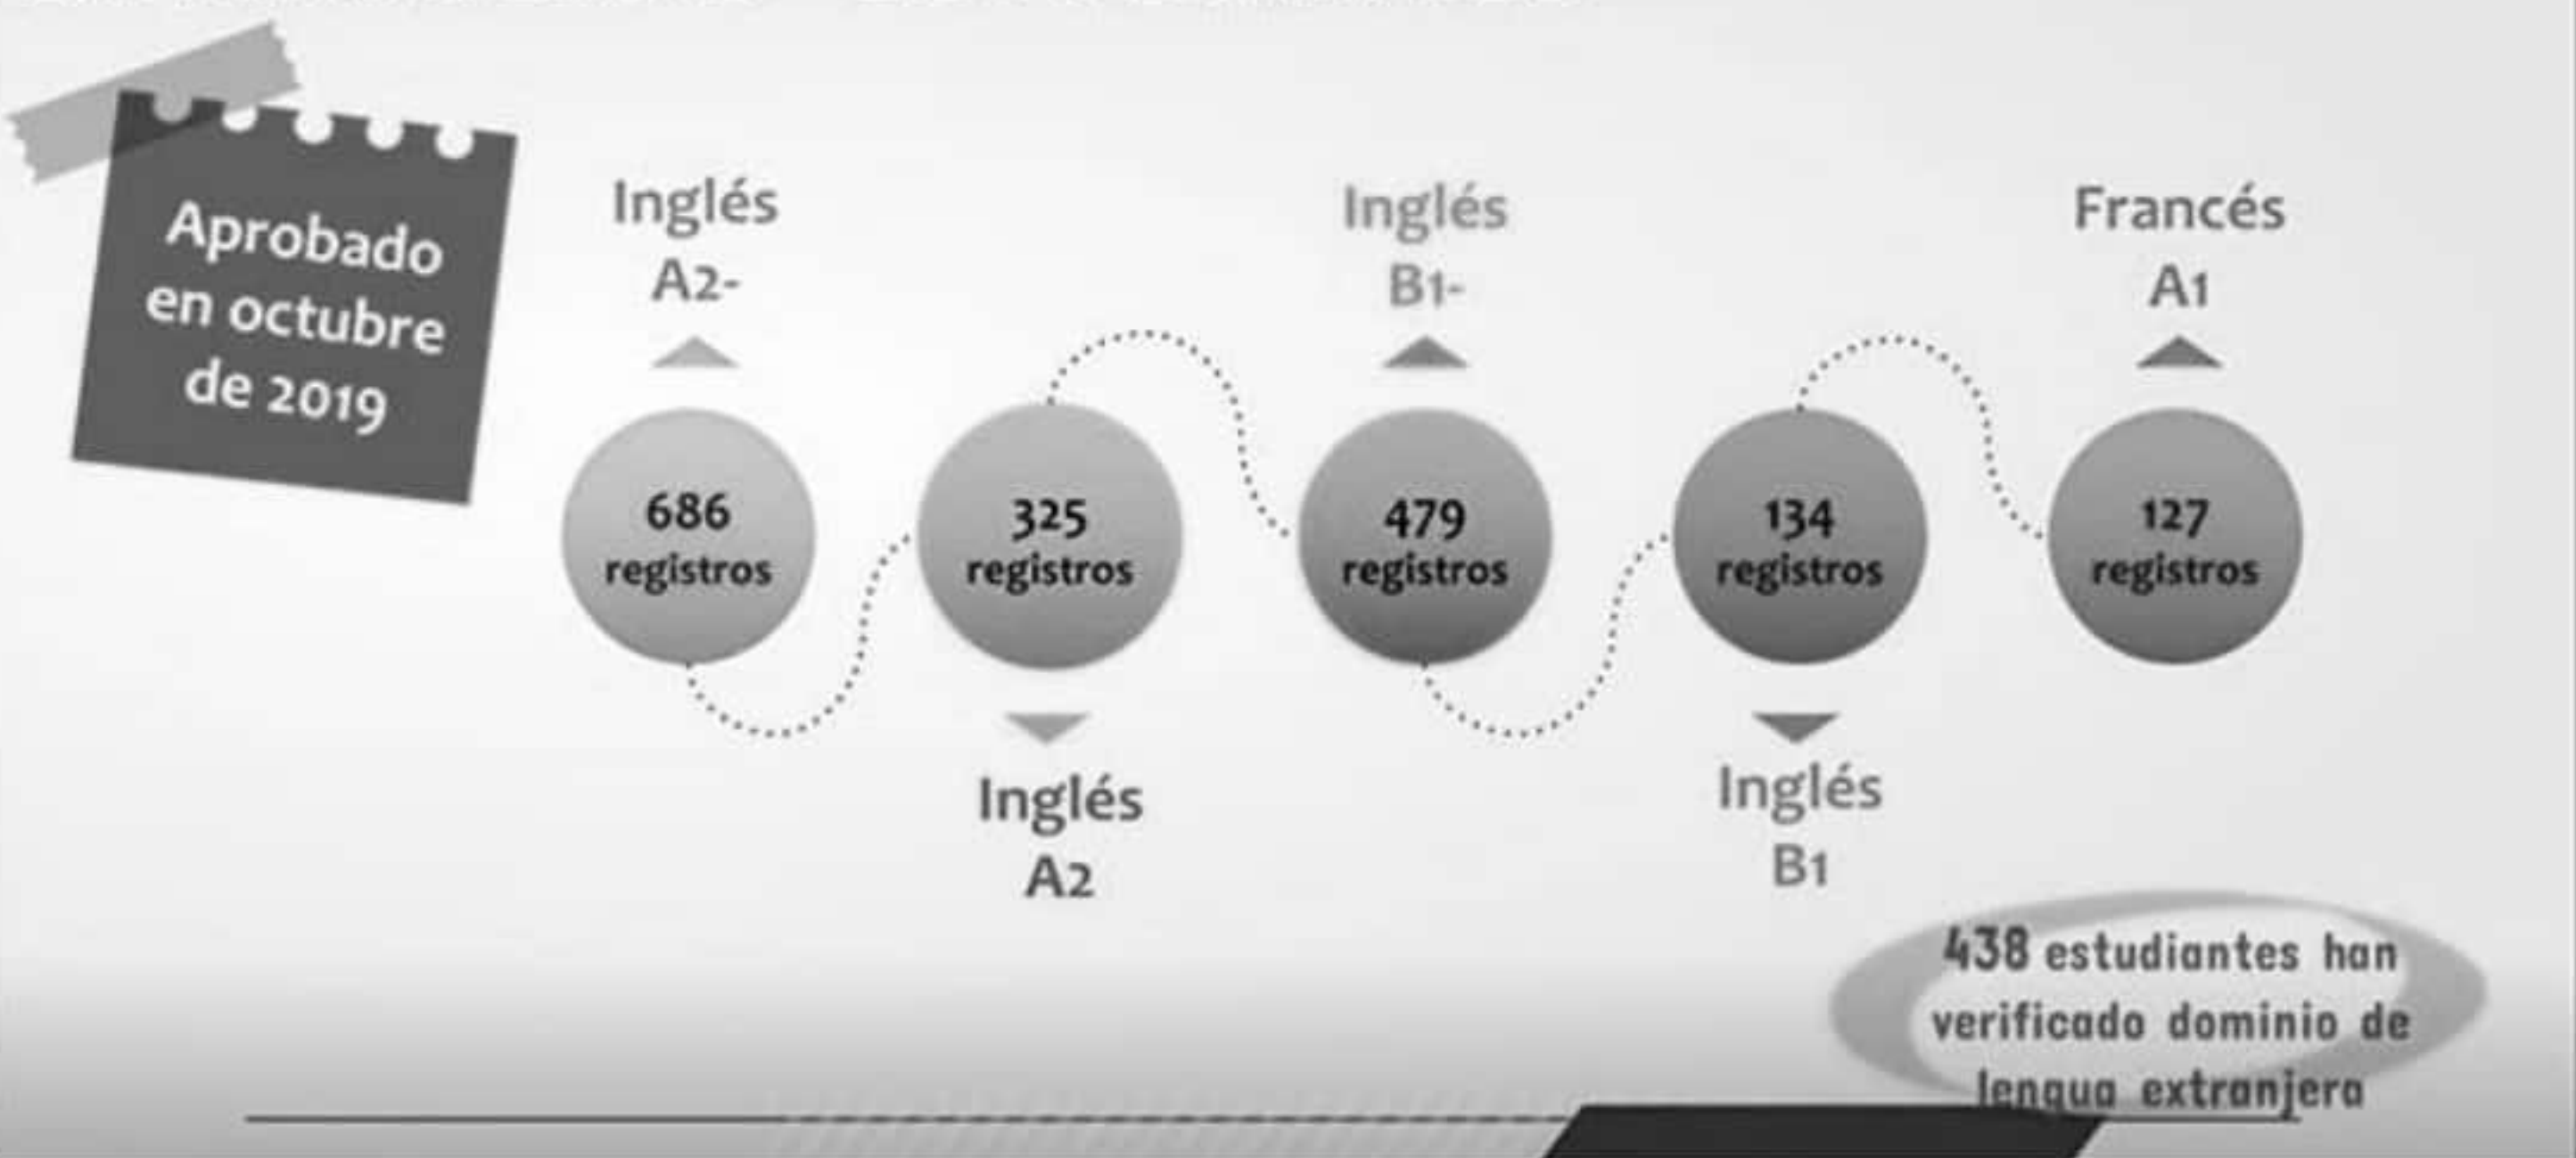 Aprobado
en octubre
de 2019
Inglés
A2-
686
registros
325
registros
Inglés
A2
Inglés
B1-
479
registros
134
registros
Inglés
B1
Francés
A1
127
registros
438 estudiantes han
verificado dominio de
lengua extranjera